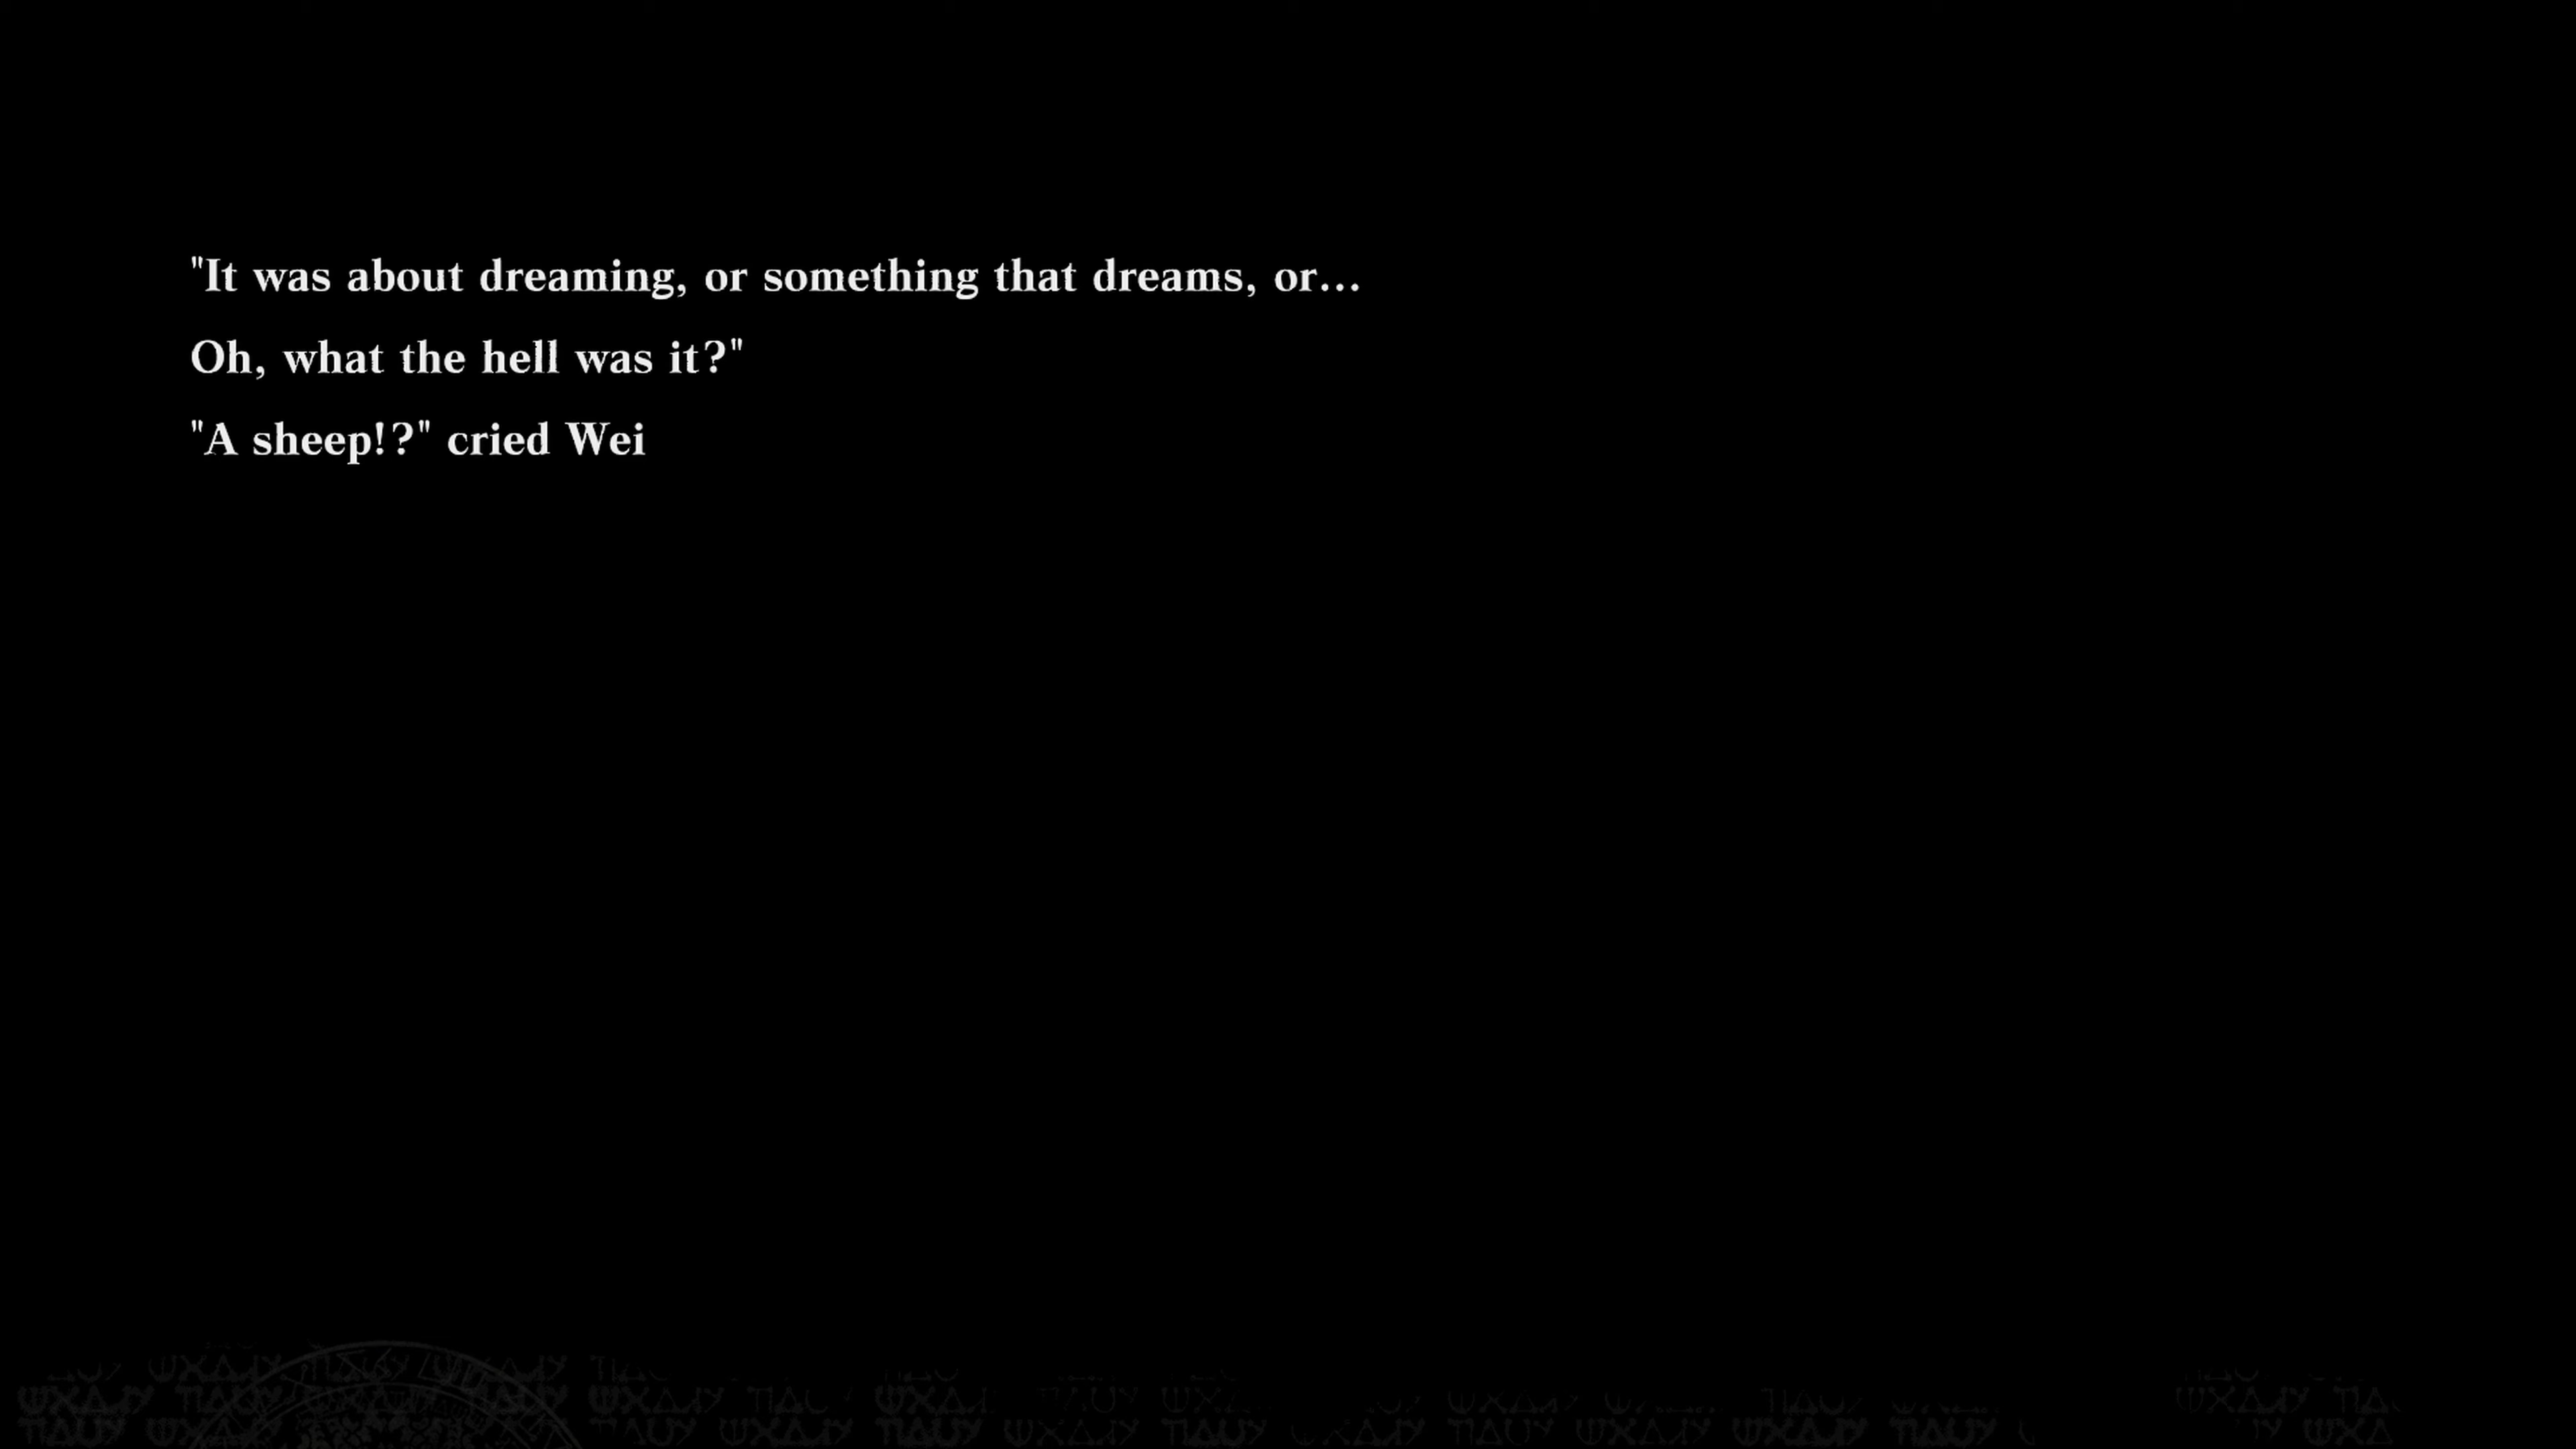 "It was about dreaming, or something that dreams, or...
Oh, what the hell was it?"
"A sheep!?" cried Wei